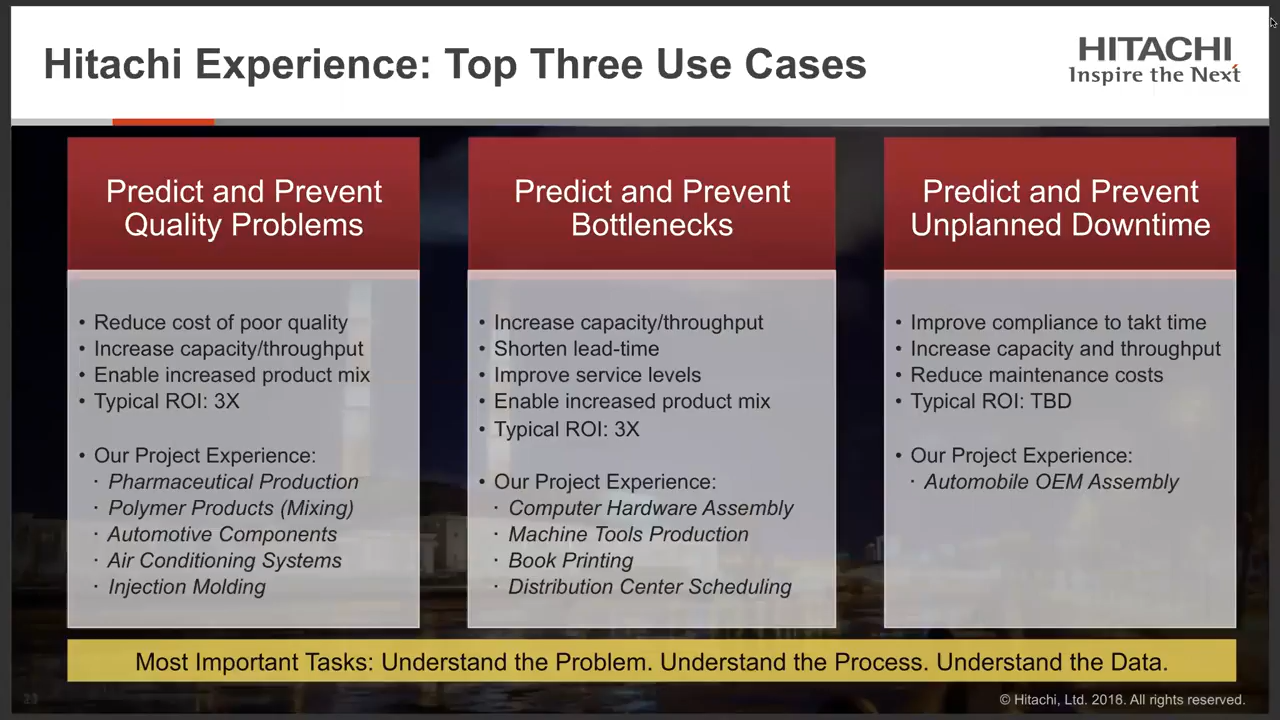 Hitachi Experience: Top Three Use Cases
HITACHI
Inspire the Next
Predict and Prevent
Quality Problems
• Reduce cost of poor quality
• Increase capacity/throughput
• Enable increased product mix
• Typical ROI: 3X
• Our Project Experience:
· Pharmaceutical Production
· Polymer Products (Mixing)
· Automotive Components
· Air Conditioning Systems
· Injection Molding
Predict and Prevent
Bottlenecks
• Increase capacity/throughput
• Shorten lead-time
• Improve service levels
• Enable increased product mix
• Typical ROI: 3X
• Our Project Experience:
· Computer Hardware Assembly
· Machine Tools Production
· Book Printing
· Distribution Center Scheduling
Predict and Prevent
Unplanned Downtime
• Improve compliance to takt time
• Increase capacity and throughput
• Reduce maintenance costs
• Typical ROI: TBD
• Our Project Experience:
· Automobile OEM Assembly
Most Important Tasks: Understand the Problem. Understand the Process. Understand the Data.
© Hitachi, Ltd. 2016. All rights reserved.